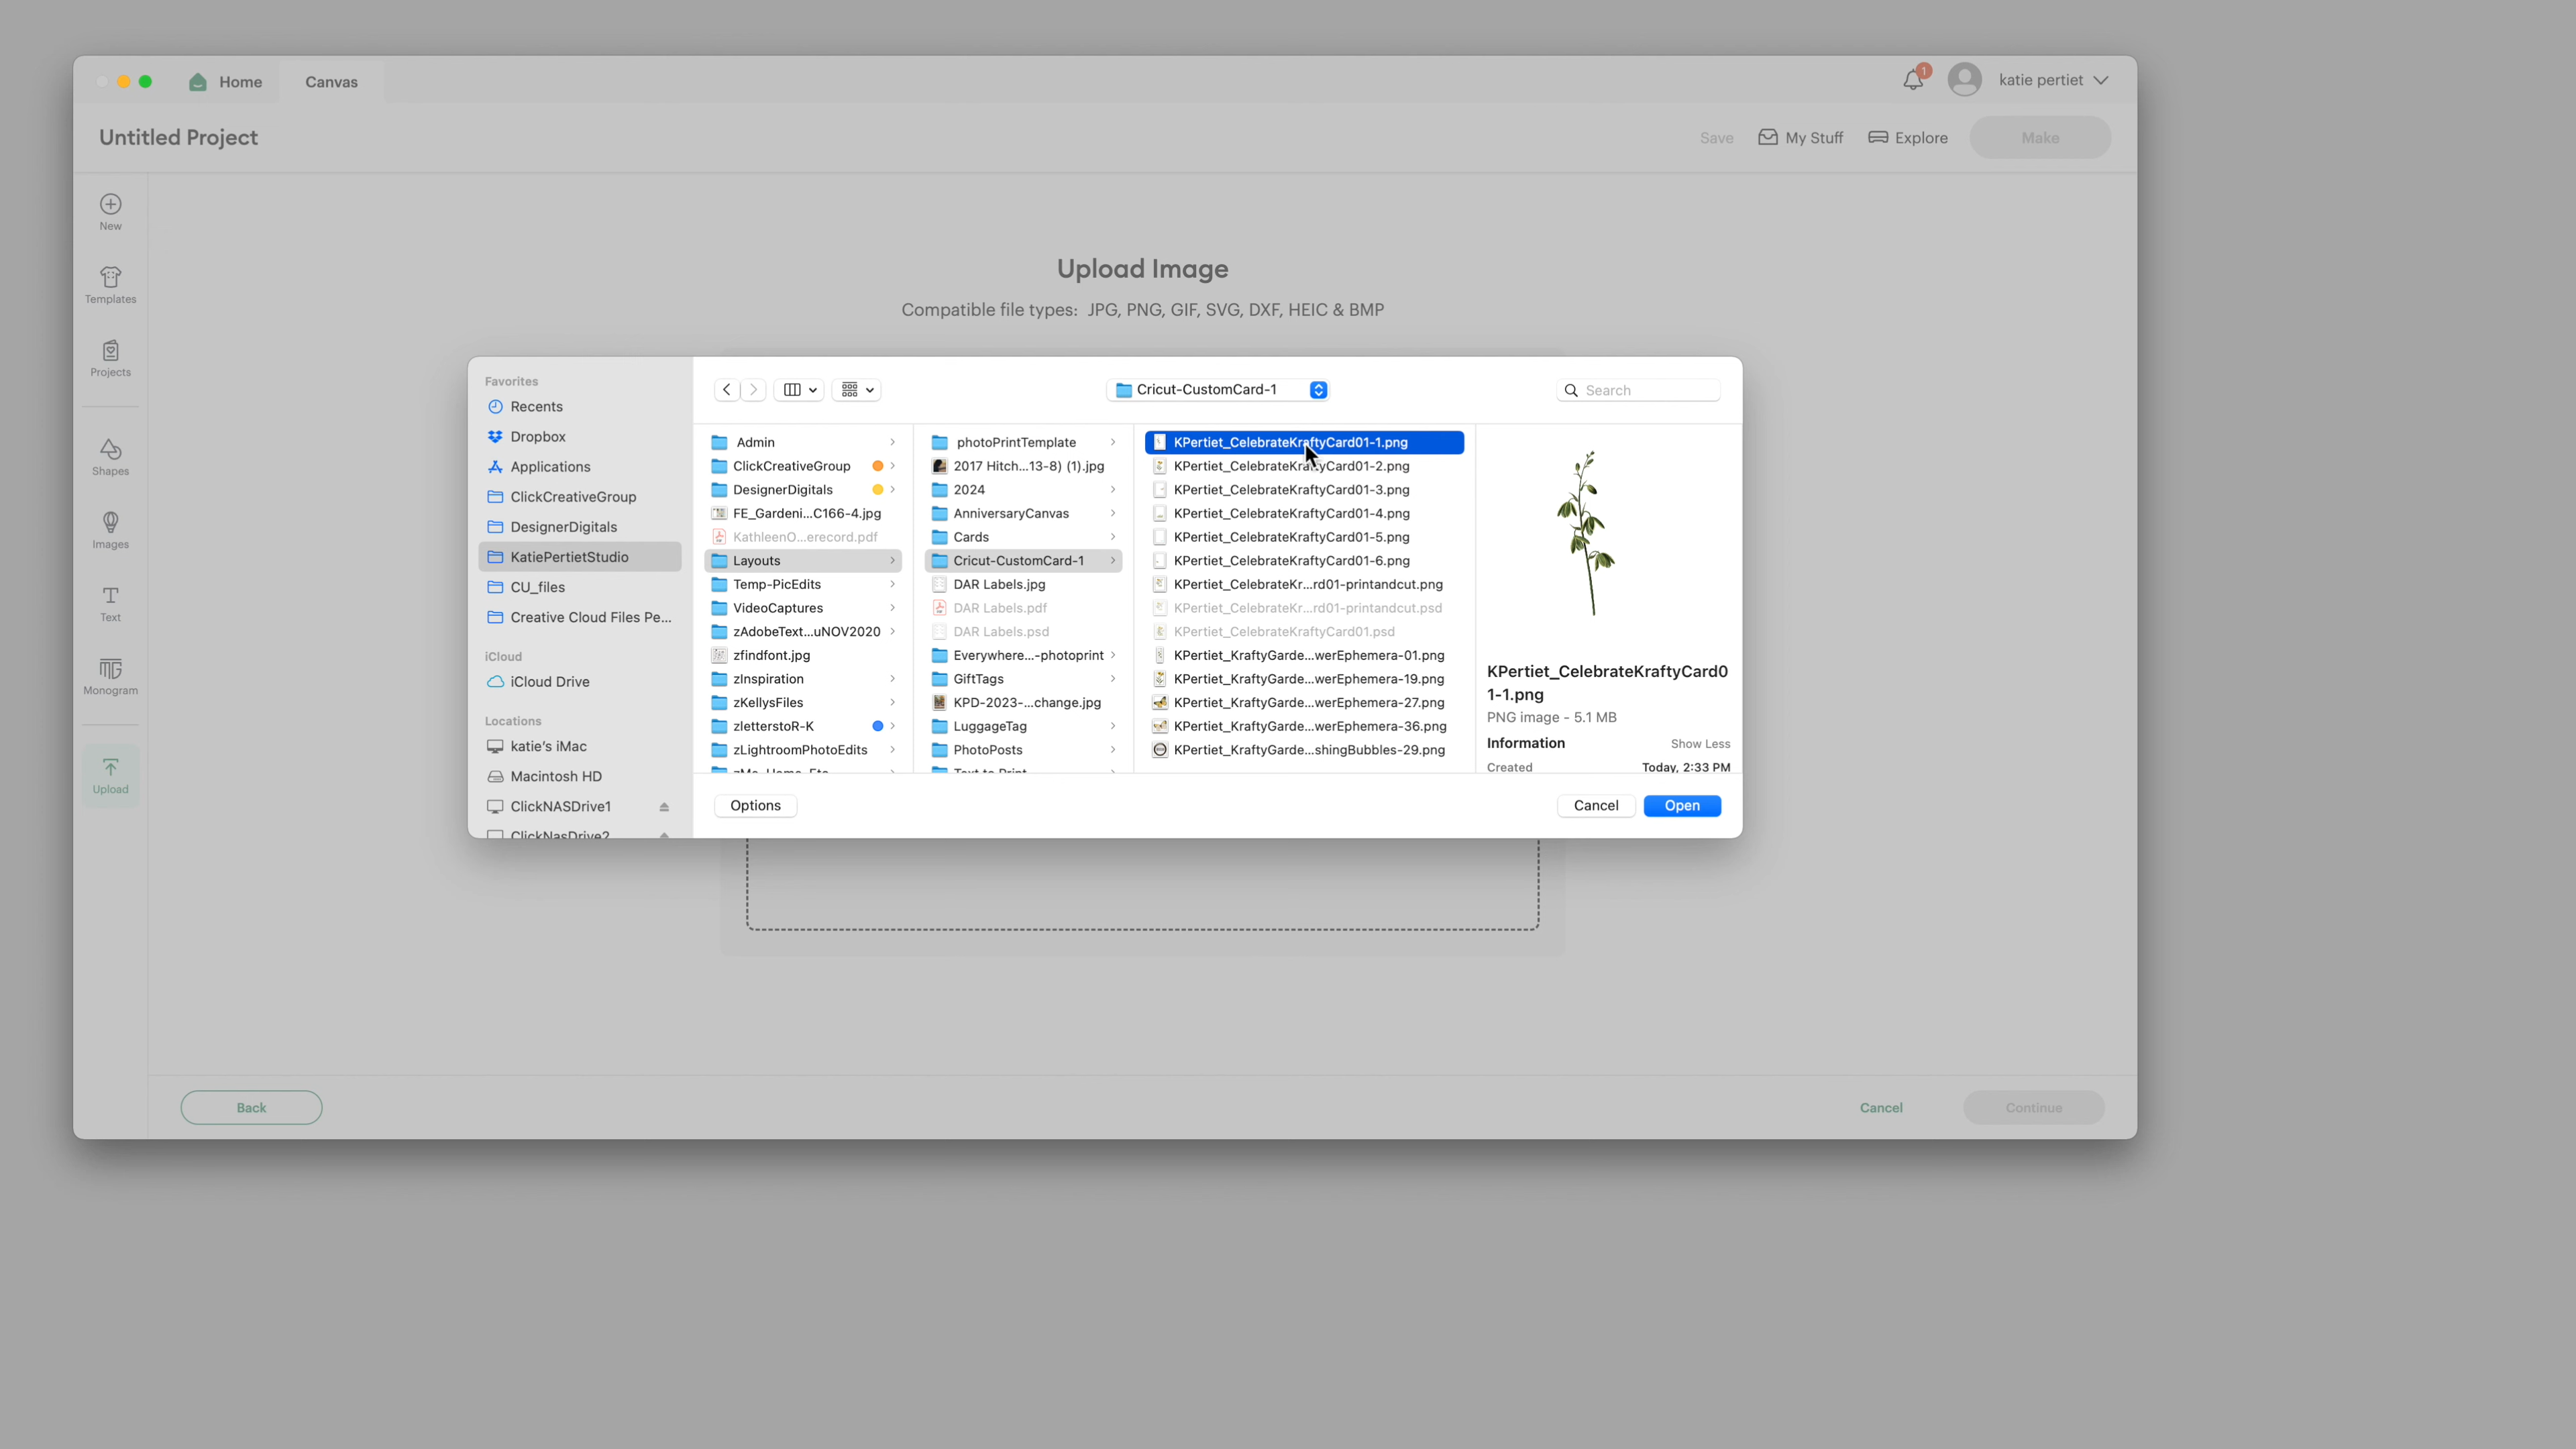 Home
Canvas
1
katie pertiet
Untitled Project
Save
My Stuff
Explore
Make
New
Templates
Projects
Shapes
Images
Text
Monogram
Upload
Upload Image
Compatible file types: JPG, PNG, GIF, SVG, DXF, HEIC & BMP
Favorites
Recents
Dropbox
Applications
ClickCreativeGroup
DesignerDigitals
KatiePertietStudio
CU_files
Creative Cloud Files Pe...
iCloud
iCloud Drive
Locations
katie's iMac
Macintosh HD
ClickNASDrive1
ClickNasDrive2
Cricut-CustomCard-1
Search
Admin
ClickCreativeGroup
DesignerDigitals
FE_Gardeni...C166-4.jpg
KathleenO...erecord.pdf
Layouts
Temp-PicEdits
VideoCaptures
zAdobeText...uNOV2020
zfindfont.jpg
zInspiration
zKellysFiles
zletterstoR-K
zLightroomPhotoEdits
photoPrintTemplate
2017 Hitch...13-8) (1).jpg
2024
AnniversaryCanvas
Cards
Cricut-CustomCard-1
DAR Labels.jpg
DAR Labels.pdf
DAR Labels.psd
Everywhere...-photoprint
GiftTags
KPD-2023-...change.jpg
LuggageTag
PhotoPosts
Text to Print
KPertiet_CelebrateKraftyCard01-1.png
KPertiet_CelebrateKraftyCard01-2.png
KPertiet_CelebrateKraftyCard01-3.png
KPertiet_CelebrateKraftyCard01-4.png
KPertiet_CelebrateKraftyCard01-5.png
KPertiet_CelebrateKraftyCard01-6.png
KPertiet_CelebrateKr...rd01-printandcut.png
KPertiet_CelebrateKr...rd01-printandcut.psd
KPertiet_CelebrateKraftyCard01.psd
KPertiet_KraftyGarde...werEphemera-01.png
KPertiet_KraftyGarde...werEphemera-19.png
KPertiet_KraftyGarde...werEphemera-27.png
KPertiet_KraftyGarde...werEphemera-36.png
KPertiet_KraftyGarde...shingBubbles-29.png
KPertiet_CelebrateKraftyCard0
1-1.png
PNG image - 5.1 MB
Information
Show Less
Created
Today, 2:33 PM
Options
Cancel
Open
Back
Cancel
Continue